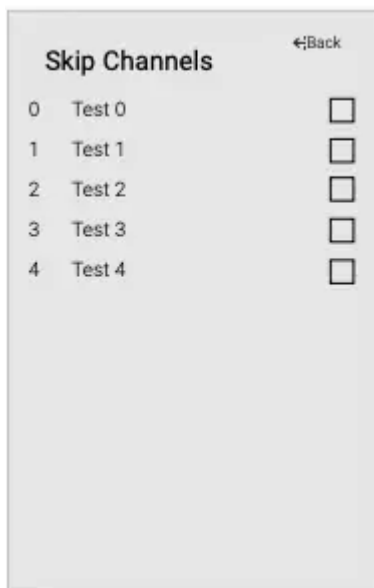 Back
Skip Channels
0 Test 0
1 Test 1
2 Test 2
3 Test 3
4 Test 4